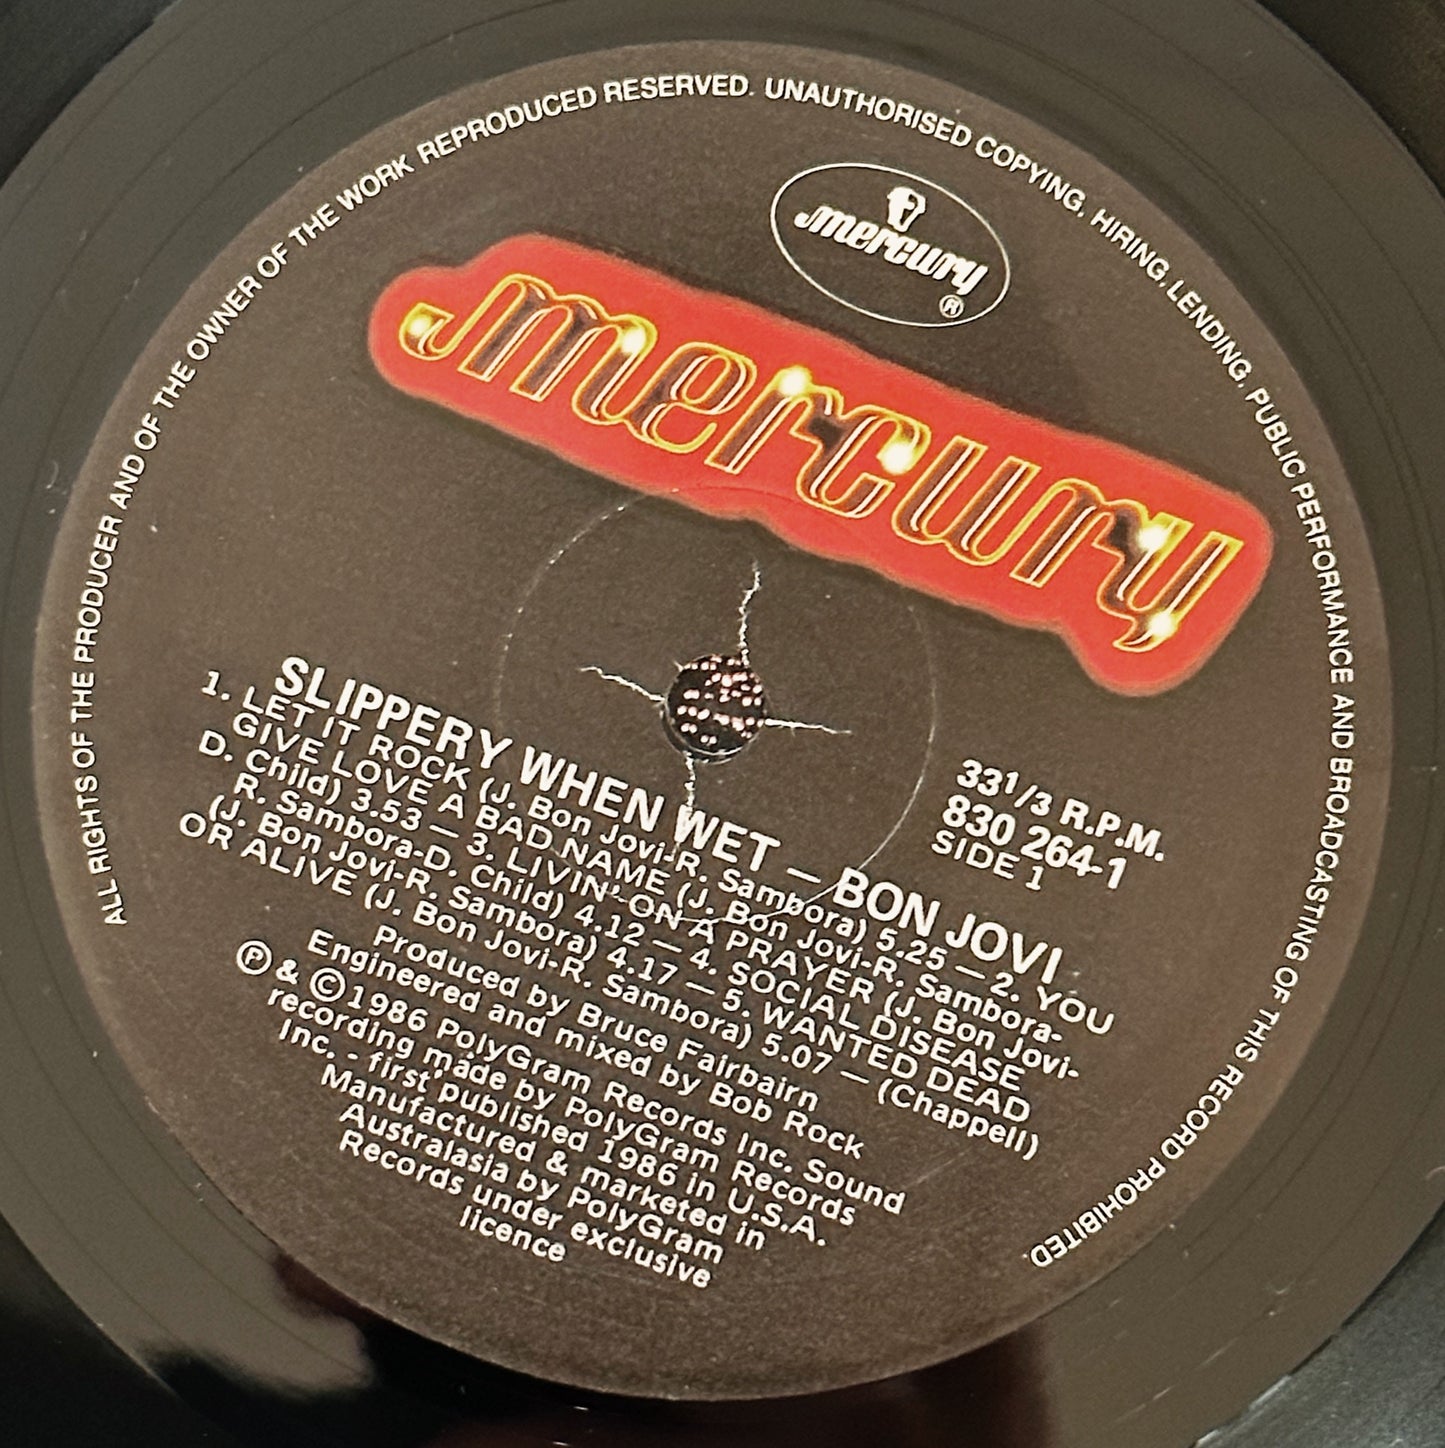 ALL RIGHTS OF THE PRODUCER AND OF THE OWNER OF THE WORK REPRODUCED RESERVED. UNAUTHORISED COPYING, HIRING, LENDING, PUBLIC PERFORMANCE AND BROADCASTING OF THIS RECORD PROHIBITED.
mercury
®
mercury
33 1/3 R.P.M.
830 264-1
SIDE 1
SLIPPERY WHEN WET — BON JOVI
1. LET IT ROCK (J. Bon Jovi-R. Sambora) 5.25 — 2. YOU
GIVE LOVE A BAD NAME (J. Bon Jovi-R. Sambora-
D. Child) 3.53 — 3. LIVIN' ON A PRAYER (J. Bon Jovi-
R. Sambora-D. Child) 4.12 — 4. SOCIAL DISEASE
(J. Bon Jovi-R. Sambora) 4.17 — 5. WANTED DEAD
OR ALIVE (J. Bon Jovi-R. Sambora) 5.07 — (Chappell)
Produced by Bruce Fairbairn
Engineered and mixed by Bob Rock
℗ & © 1986 PolyGram Records Inc. Sound
recording made by PolyGram Records
Inc. - first published 1986 in U.S.A.
Manufactured & marketed in
Australasia by PolyGram
Records under exclusive
licence